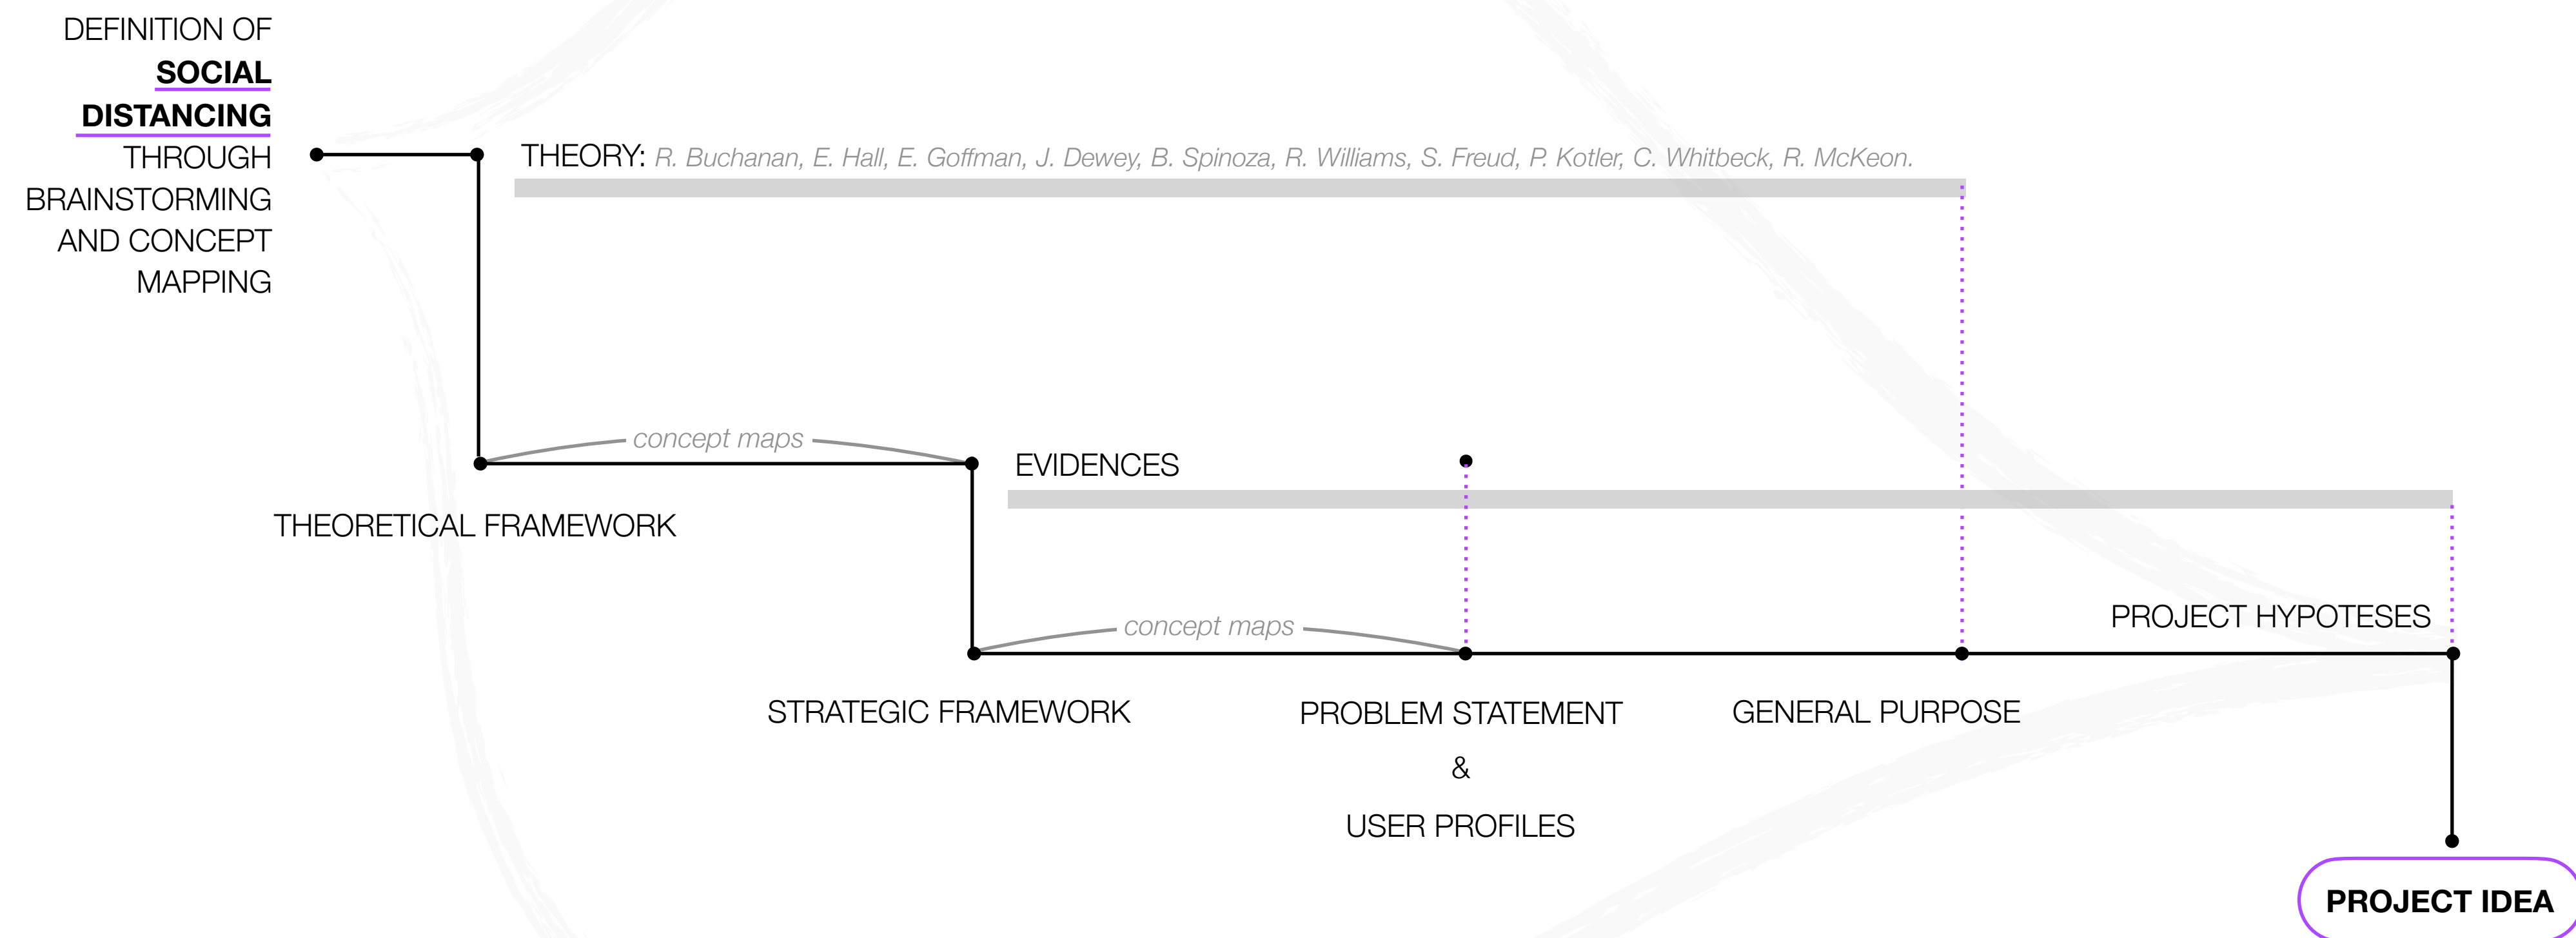 DEFINITION OF
SOCIAL
DISTANCING
THROUGH
BRAINSTORMING
AND CONCEPT
MAPPING
THEORY: R. Buchanan, E. Hall, E. Goffman, J. Dewey, B. Spinoza, R. Williams, S. Freud, P. Kotler, C. Whitbeck, R. McKeon.
concept maps
EVIDENCES
THEORETICAL FRAMEWORK
concept maps
PROJECT HYPOTESES
STRATEGIC FRAMEWORK
PROBLEM STATEMENT
&
USER PROFILES
GENERAL PURPOSE
PROJECT IDEA